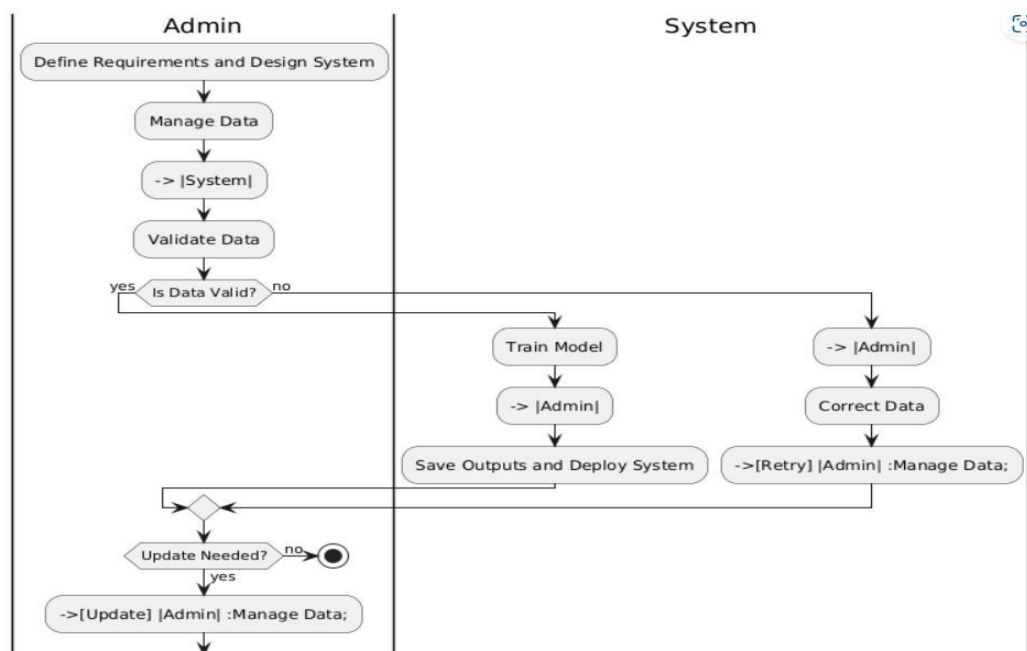 Admin
System
Define Requirements and Design System
Manage Data
-> |System|
Validate Data
yes
Is Data Valid?
no
Train Model
-> |Admin|
-> |Admin|
Correct Data
Save Outputs and Deploy System
->[Retry] |Admin| :Manage Data;
Update Needed?
no
yes
->[Update] |Admin| :Manage Data;